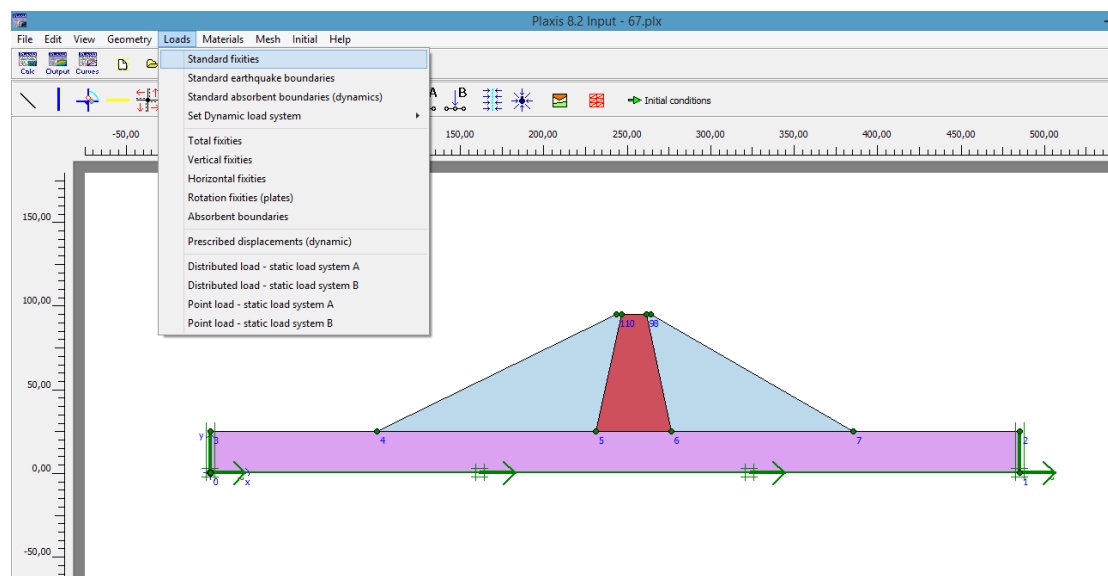 Plaxis 8.2 Input - 67.plx
File Edit View Geometry Loads Materials Mesh Initial Help
Calc Output Curves
Standard fixities
Standard earthquake boundaries
Standard absorbent boundaries (dynamics)
Set Dynamic load system
Total fixities
Vertical fixities
Horizontal fixities
Rotation fixities (plates)
Absorbent boundaries
Prescribed displacements (dynamic)
Distributed load - static load system A
Distributed load - static load system B
Point load - static load system A
Point load - static load system B
A B Initial conditions
-50,00 150,00 200,00 250,00 300,00 350,00 400,00 450,00 500,00
150,00
100,00
50,00
0,00
-50,00
110 98
y 3 4 5 6 7 2
0 x 1